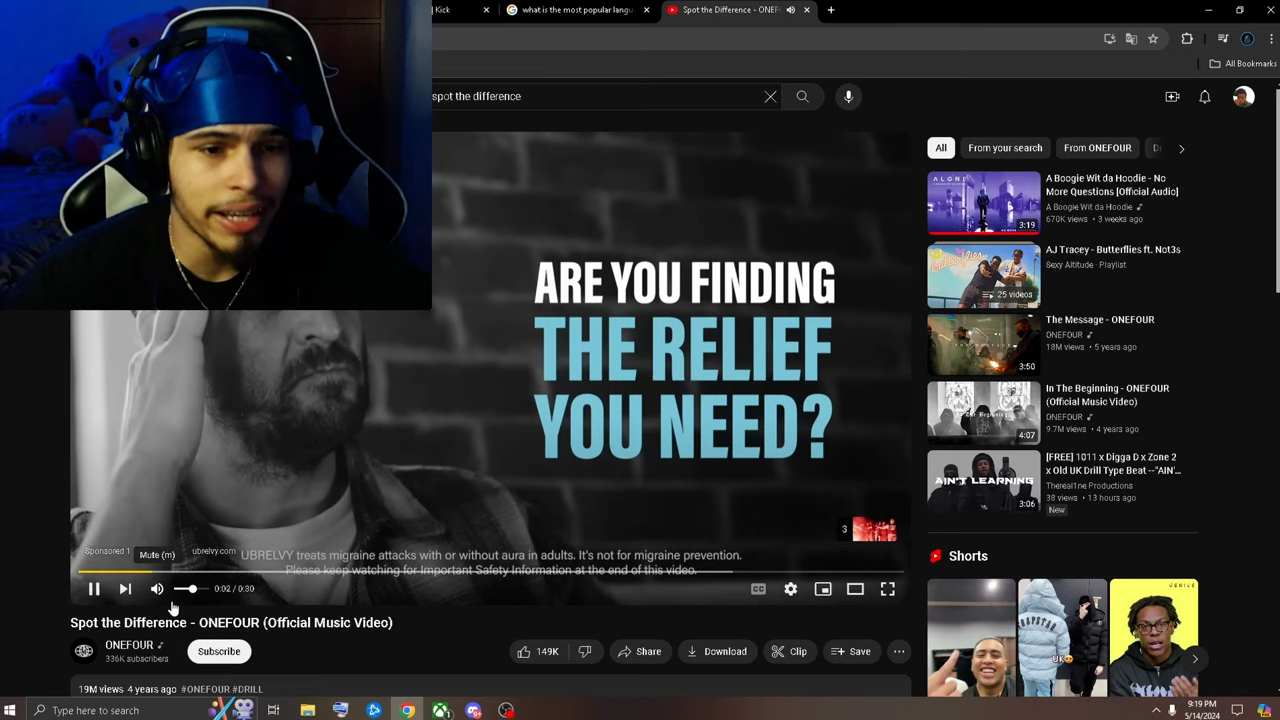 Kick
what is the most popular langu
Spot the Difference - ONEF
All Bookmarks
spot the difference
ARE YOU FINDING
THE RELIEF
YOU NEED?
3
Sponsored 1
ubrelvy.com
Mute (m)
UBRELVY treats migraine attacks with or without aura in adults. It's not for migraine prevention.
Please keep watching for Important Safety Information at the end of this video.
0:02 / 0:30
CC
Spot the Difference - ONEFOUR (Official Music Video)
ONEFOUR
336K subscribers
Subscribe
149K
Share
Download
Clip
Save
19M views 4 years ago #ONEFOUR #DRILL
All
From your search
From ONEFOUR
ALONE
3:19
A Boogie Wit da Hoodie - No
More Questions [Official Audio]
A Boogie Wit da Hoodie
670K views • 3 weeks ago
25 videos
AJ Tracey - Butterflies ft. Not3s
Sexy Altitude · Playlist
3:50
The Message - ONEFOUR
ONEFOUR
18M views • 5 years ago
4:07
In The Beginning - ONEFOUR
(Official Music Video)
ONEFOUR
9.7M views • 4 years ago
AIN'T LEARNING
3:06
[FREE] 1011 x Digga D x Zone 2
x Old UK Drill Type Beat --"AIN'...
Thereal1ne Productions
38 views • 13 hours ago
New
Shorts
TRAPSTAR
UK
GENIUS
Type here to search
9:19 PM
5/14/2024